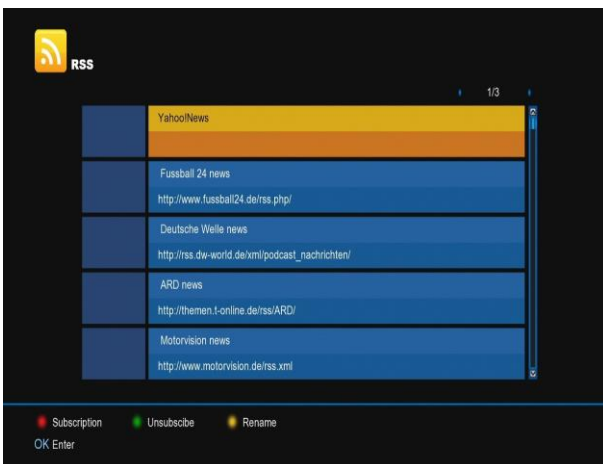 RSS
1/3
Yahoo!News
Fussball 24 news
http://www.fussball24.de/rss.php/
Deutsche Welle news
http://rss.dw-world.de/xml/podcast_nachrichten/
ARD news
http://themen.t-online.de/rss/ARD/
Motorvision news
http://www.motorvision.de/rss.xml
Subscription Unsubscibe Rename
OK Enter